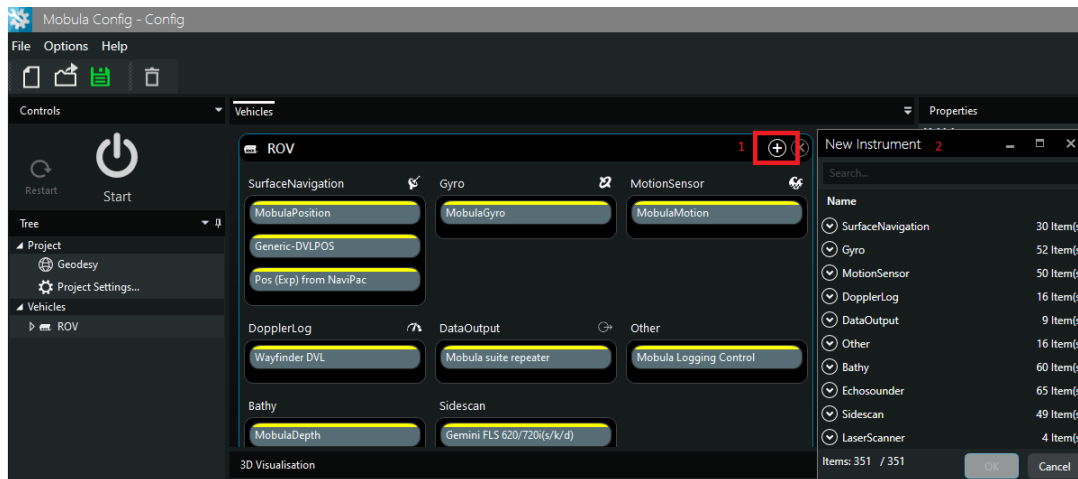 Mobula Config - Config
File Options Help
Controls
Vehicles
Properties
Restart
Start
Tree
Project
Geodesy
Project Settings...
Vehicles
ROV
ROV
1
SurfaceNavigation
Gyro
MotionSensor
MobulaPosition
MobulaGyro
MobulaMotion
Generic-DVLPOS
Pos (Exp) from NaviPac
DopplerLog
DataOutput
Other
Wayfinder DVL
Mobula suite repeater
Mobula Logging Control
Bathy
Sidescan
MobulaDepth
Gemini FLS 620/720i(s/k/d)
3D Visualisation
New Instrument 2
Search...
Name
SurfaceNavigation 30 Item(s
Gyro 52 Item(s
MotionSensor 50 Item(s
DopplerLog 16 Item(s
DataOutput 9 Item(s
Other 16 Item(s
Bathy 60 Item(s
Echosounder 65 Item(s
Sidescan 49 Item(s
LaserScanner 4 Item(s
Items: 351 / 351
OK
Cancel